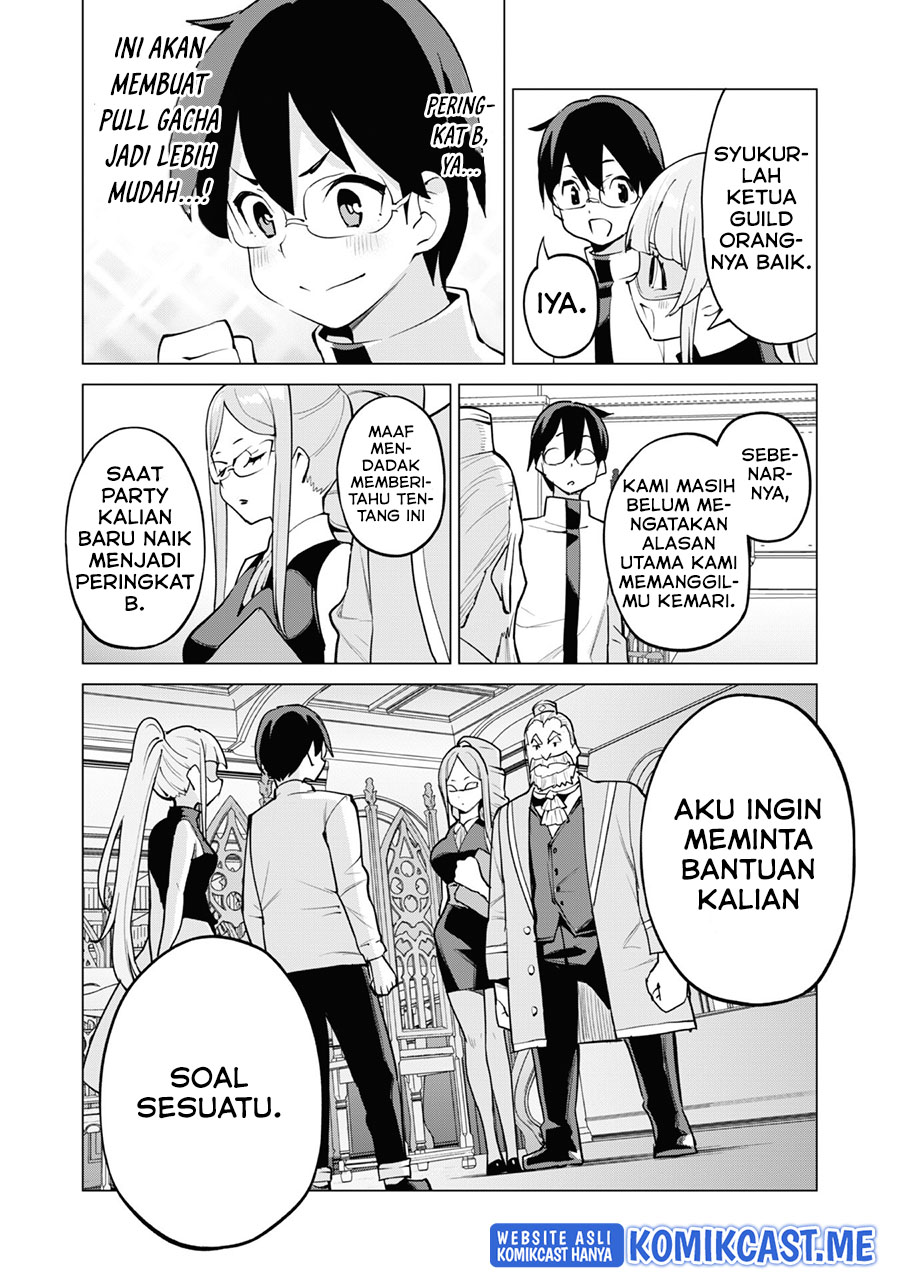 SYUKUR-
LAH
KETUA
GUILD
ORANG-
NYA BAIK.
IYA.
PERING-
KAT B,
YA...
INI AKAN
MEMBUAT
PULL GACHA
JADI LEBIH
MUDAH...!
SEBE-
NAR-
NYA,
KAMI MASIH
BELUM ME-
NGATAKAN
ALASAN
UTAMA KAMI
MEMANGGIL-
MU KEMARI.
MAAF
MEN-
DADAK
MEMBERI-
TAHU TEN-
TANG INI
SAAT
PARTY
KALIAN
BARU NAIK
MENJADI
PERINGKAT
B.
AKU INGIN
MEMINTA
BANTUAN
KALIAN
SOAL
SESUATU.
WEBSITE ASLI
KOMIKCAST HANYA
KOMIKCAST.ME